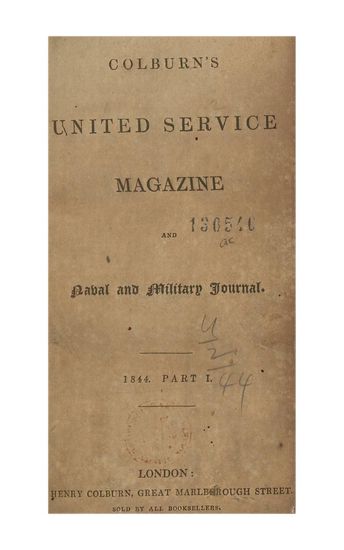 COLBURN'S
UNITED SERVICE
MAGAZINE
AND
Naval and Military Journal.
1844. PART I.
LONDON:
HENRY COLBURN, GREAT MARLBOROUGH STREET.
SOLD BY ALL BOOKSELLERS.